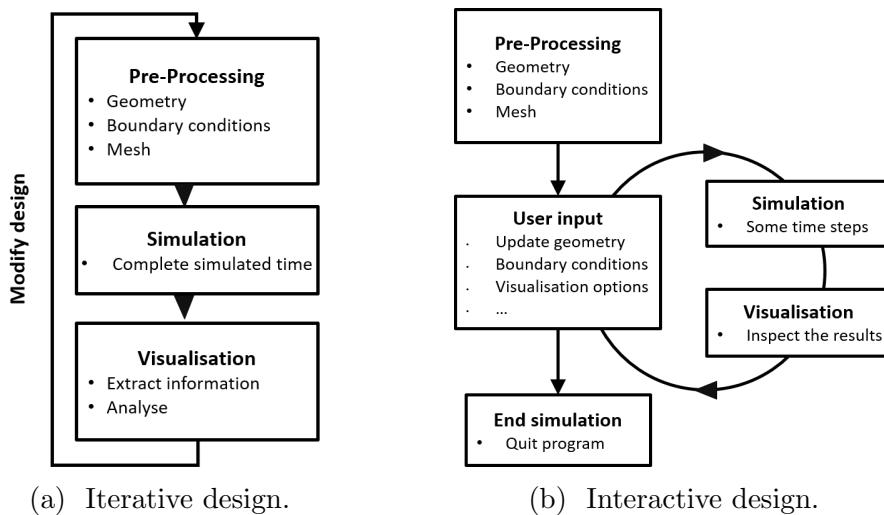 Modify design
Pre-Processing
• Geometry
• Boundary conditions
• Mesh
Simulation
• Complete simulated time
Visualisation
• Extract information
• Analyse
(a) Iterative design.
Pre-Processing
• Geometry
• Boundary conditions
• Mesh
User input
. Update geometry
. Boundary conditions
. Visualisation options
. ...
Simulation
• Some time steps
Visualisation
• Inspect the results
End simulation
• Quit program
(b) Interactive design.